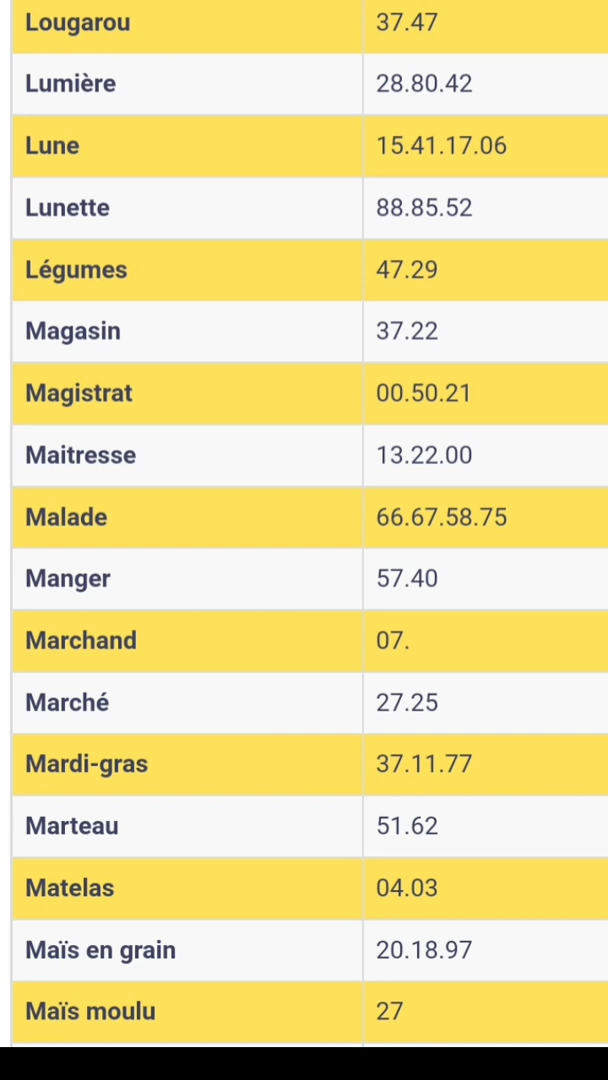 Lougarou 37.47
Lumière 28.80.42
Lune 15.41.17.06
Lunette 88.85.52
Légumes 47.29
Magasin 37.22
Magistrat 00.50.21
Maitresse 13.22.00
Malade 66.67.58.75
Manger 57.40
Marchand 07.
Marché 27.25
Mardi-gras 37.11.77
Marteau 51.62
Matelas 04.03
Maïs en grain 20.18.97
Maïs moulu 27